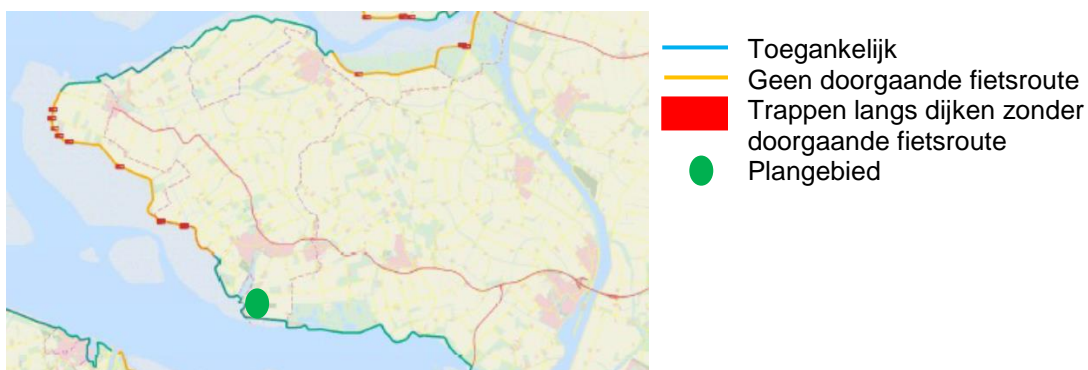 Toegankelijk
Geen doorgaande fietsroute
Trappen langs dijken zonder
doorgaande fietsroute
Plangebied